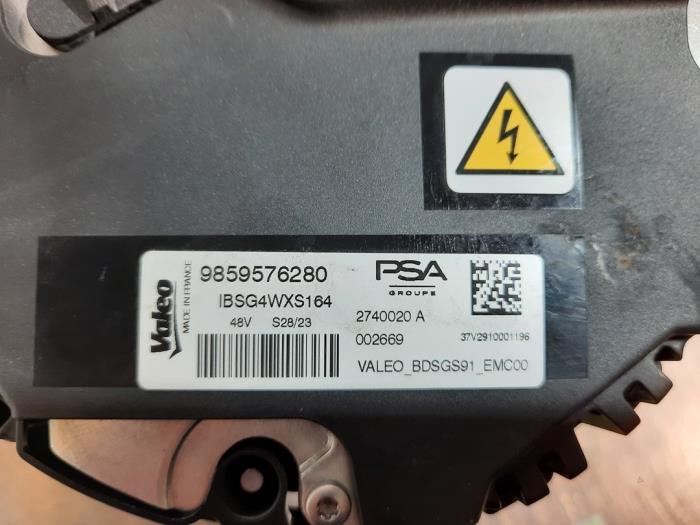 Valeo
MADE IN FRANCE
9859576280
IBSG4WXS164
48V S28/23
PSA
GROUPE
2740020 A
002669
37V2910001196
VALEO_BDSGS91_EMC00